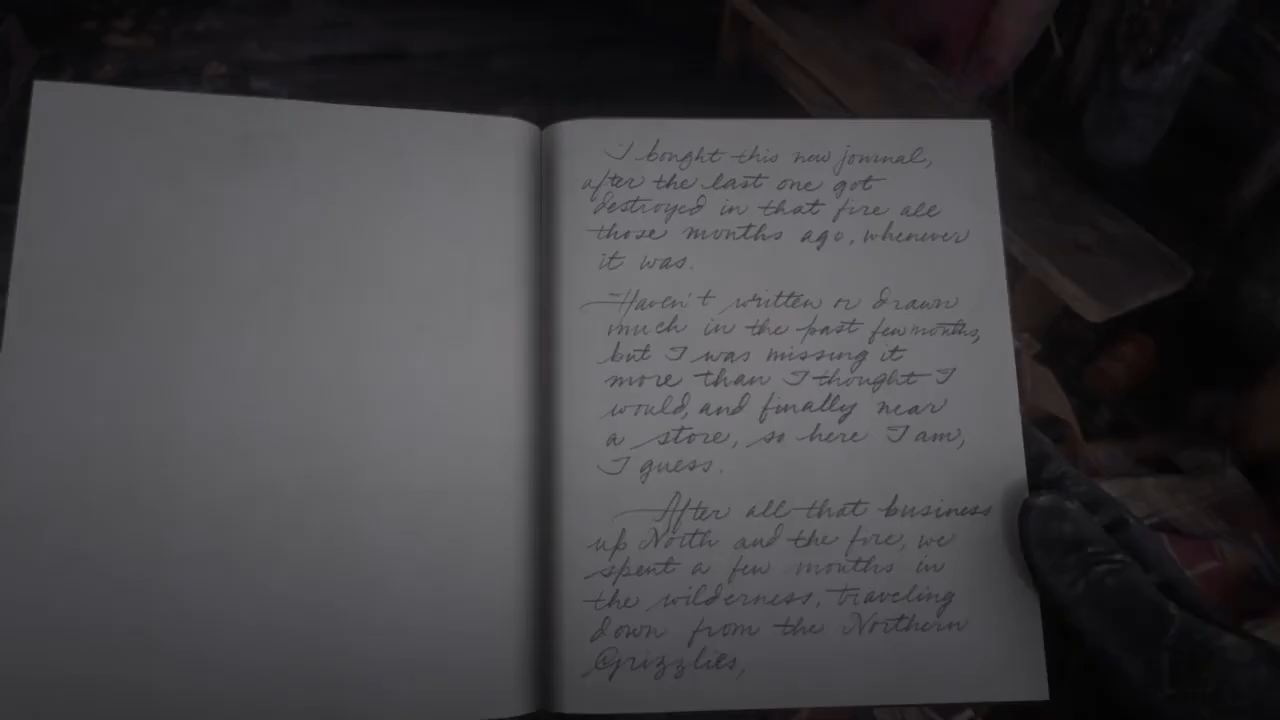 I bought this new journal,
after the last one got
destroyed in that fire all
those months ago, whenever
it was.
Haven't written or drawn
much in the past few months,
but I was missing it
more than I thought I
would, and finally near
a store, so here I am,
I guess.
After all that business
up North and the fire, we
spent a few months in
the wilderness, traveling
down from the Northern
Grizzlies,